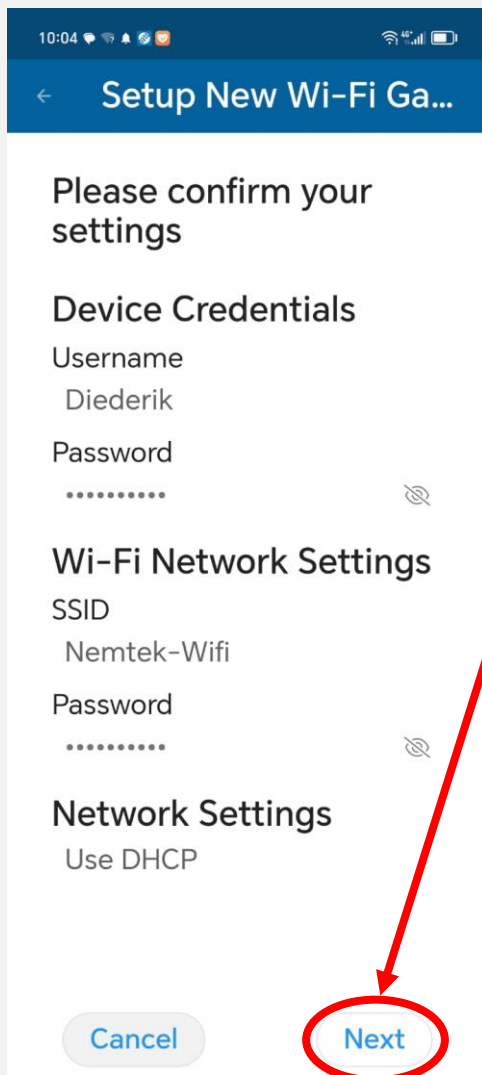 10:04
Setup New Wi-Fi Ga...
Please confirm your
settings
Device Credentials
Username
Diederik
Password
••••••••••
Wi-Fi Network Settings
SSID
Nemtek-Wifi
Password
••••••••••
Network Settings
Use DHCP
Cancel
Next